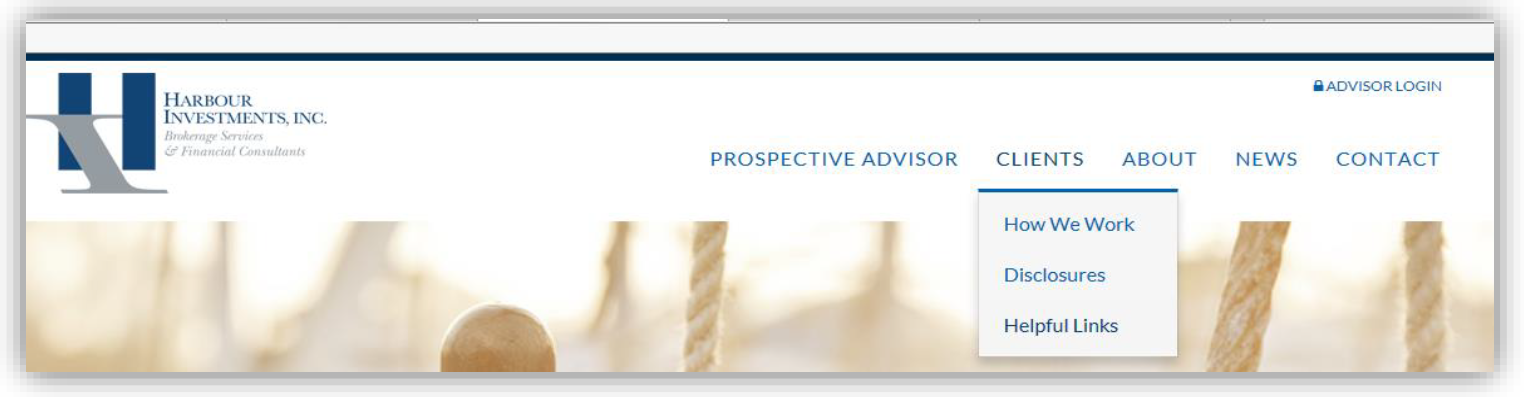 HARBOUR
INVESTMENTS, INC.
Brokerage Services
& Financial Consultants
ADVISOR LOGIN
PROSPECTIVE ADVISOR CLIENTS ABOUT NEWS CONTACT
How We Work
Disclosures
Helpful Links